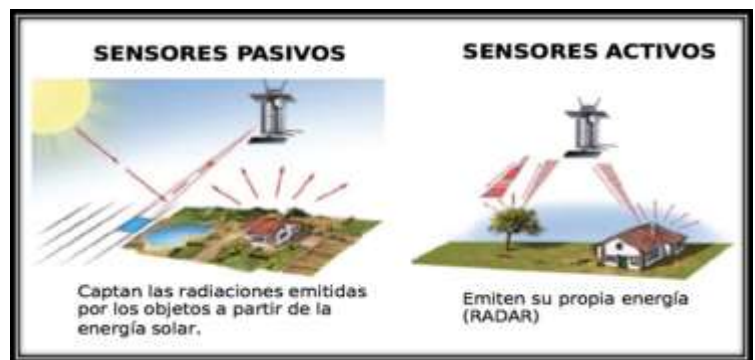 SENSORES PASIVOS
Captan las radiaciones emitidas
por los objetos a partir de la
energía solar.
SENSORES ACTIVOS
Emiten su propia energía
(RADAR)